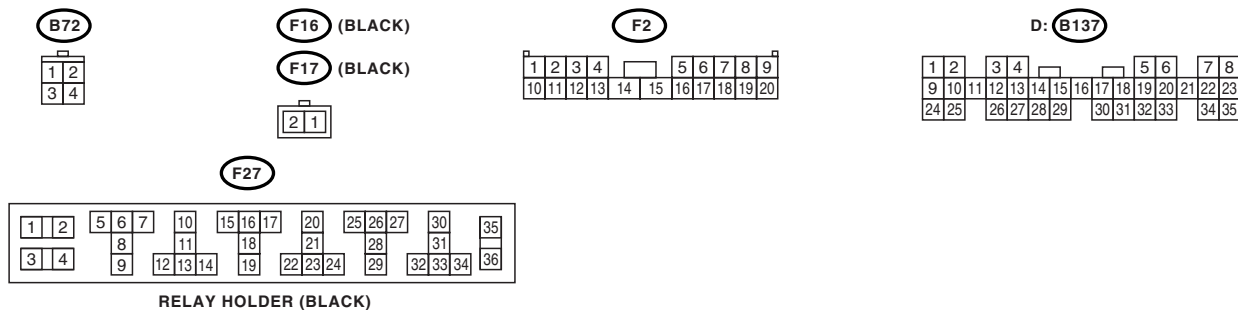 B72
F16 (BLACK)
F2
D: B137
F17 (BLACK)
1 2
3 4
2 1
1 2 3 4 5 6 7 8 9
10 11 12 13 14 15 16 17 18 19 20
1 2 3 4 5 6 7 8
9 10 11 12 13 14 15 16 17 18 19 20 21 22 23
24 25 26 27 28 29 30 31 32 33 34 35
F27
1 2 5 6 7 10 15 16 17 20 25 26 27 30 35
8 11 18 21 28 31
3 4 9 12 13 14 19 22 23 24 29 32 33 34 36
RELAY HOLDER (BLACK)